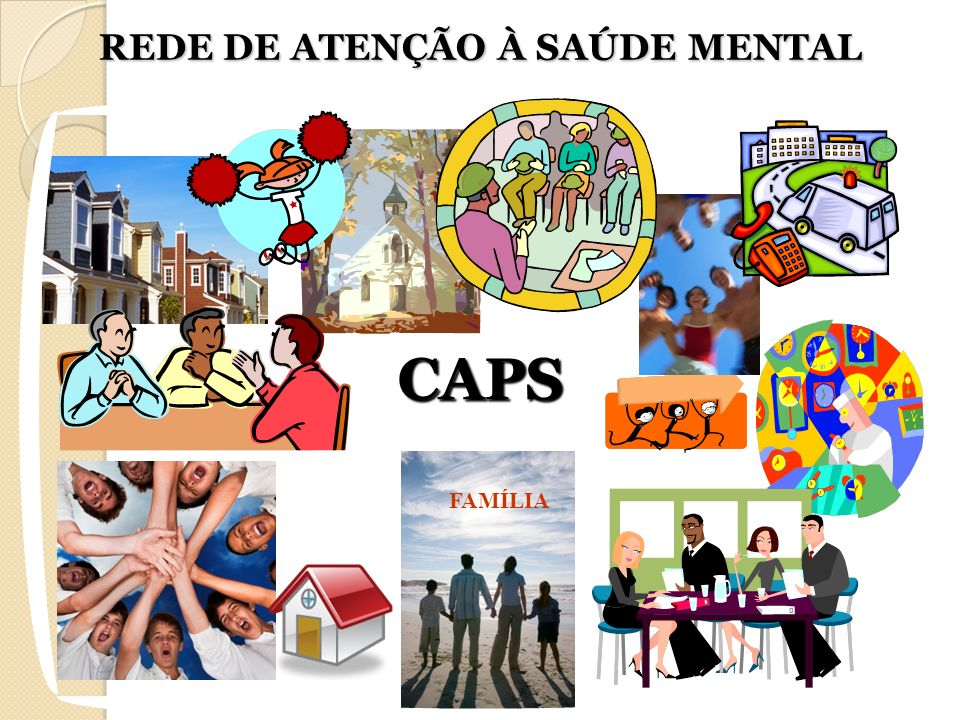 REDE DE ATENÇÃO À SAÚDE MENTAL
CAPS
FAMÍLIA